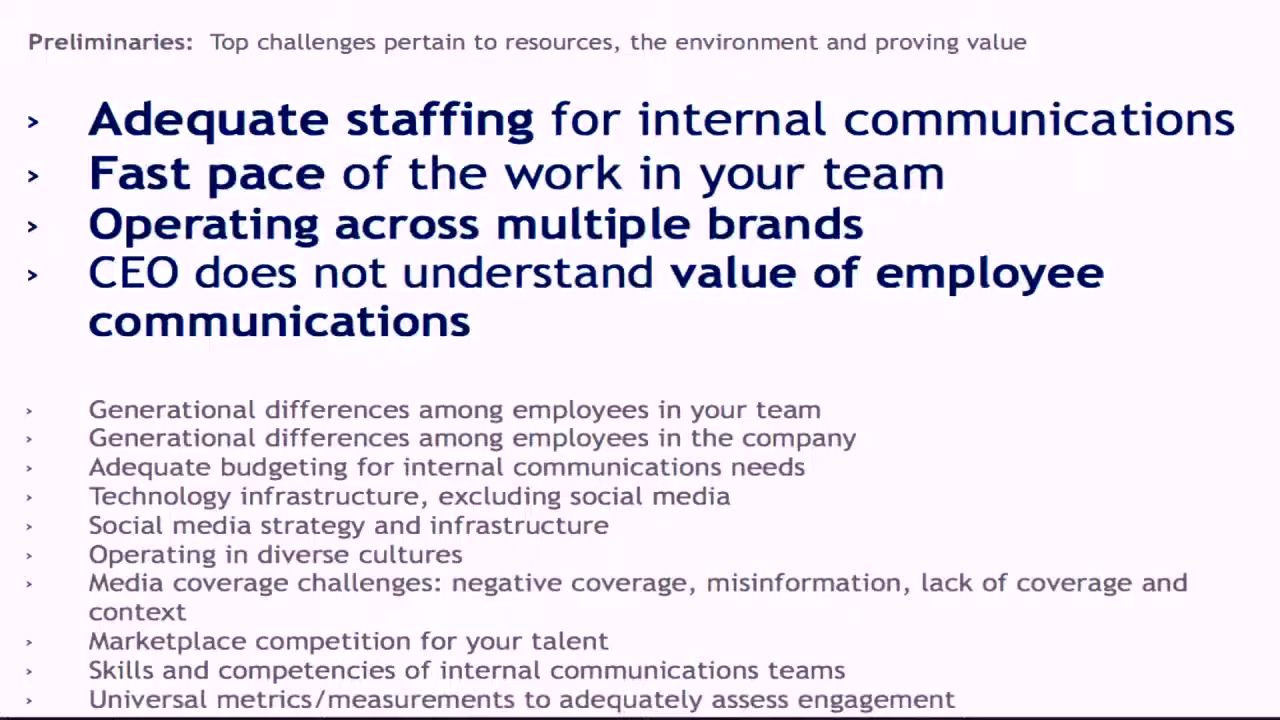 Preliminaries: Top challenges pertain to resources, the environment and proving value
› Adequate staffing for internal communications
› Fast pace of the work in your team
› Operating across multiple brands
› CEO does not understand value of employee
communications
› Generational differences among employees in your team
› Generational differences among employees in the company
› Adequate budgeting for internal communications needs
› Technology infrastructure, excluding social media
› Social media strategy and infrastructure
› Operating in diverse cultures
› Media coverage challenges: negative coverage, misinformation, lack of coverage and
context
› Marketplace competition for your talent
› Skills and competencies of internal communications teams
› Universal metrics/measurements to adequately assess engagement